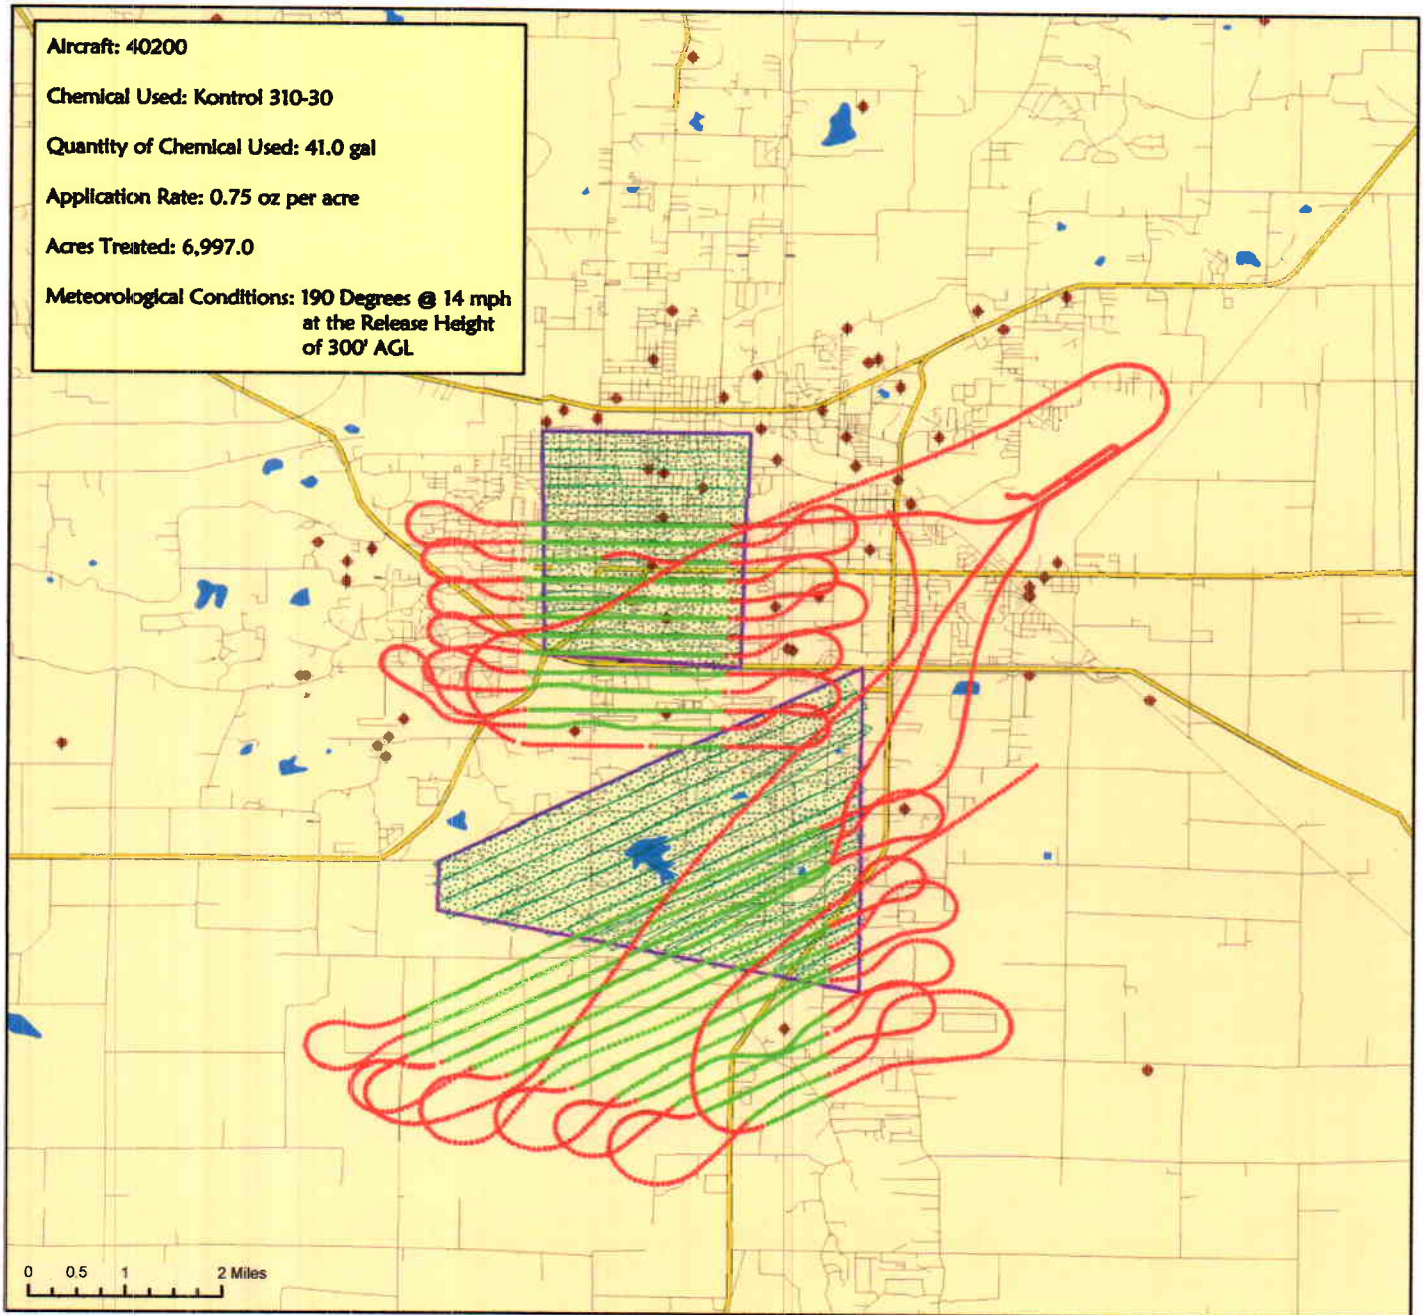 Aircraft: 40200
Chemical Used: Kontrol 310-30
Quantity of Chemical Used: 41.0 gal
Application Rate: 0.75 oz per acre
Acres Treated: 6,997.0
Meteorological Conditions: 190 Degrees @ 14 mph
at the Release Height
of 300' AGL
0 0.5 1 2 Miles